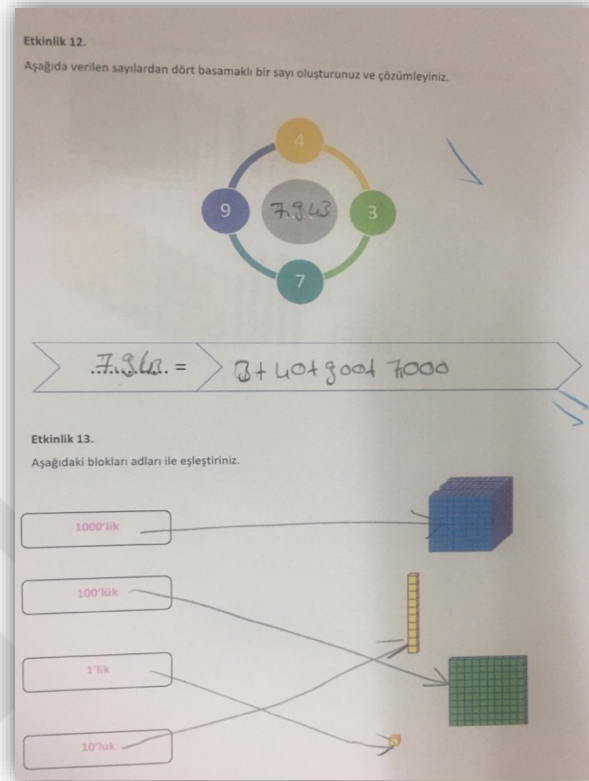 Etkinlik 12.
Aşağıda verilen sayılardan dört basamaklı bir sayı oluşturunuz ve çözümleyiniz.
4
9 7.943 3
7
7.943 = 3+40+900+7000
Etkinlik 13.
Aşağıdaki blokları adları ile eşleştiriniz.
1000'lik
100'lük
1'lik
10'luk